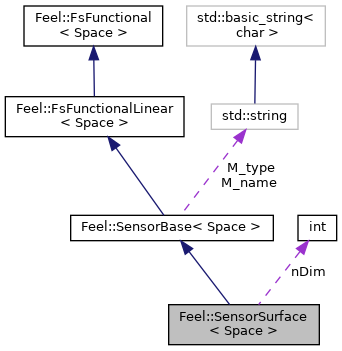 Feel::FsFunctional
< Space >
std::basic_string<
char >
Feel::FsFunctionalLinear
< Space >
std::string
M_type
M_name
Feel::SensorBase< Space >
int
nDim
Feel::SensorSurface
< Space >